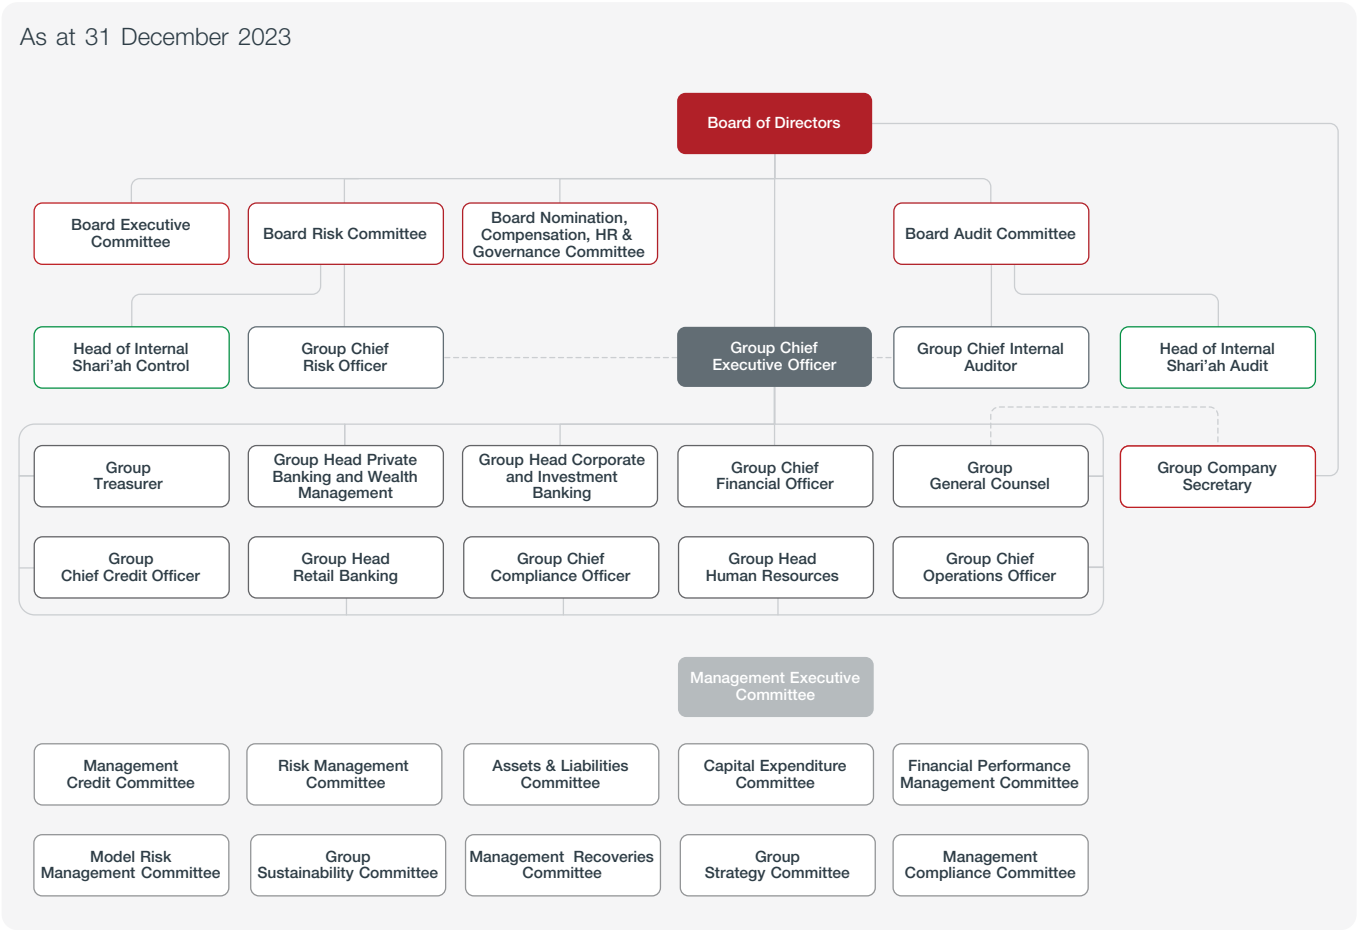 As at 31 December 2023
Board of Directors
Board Executive
Committee
Board Risk Committee
Board Nomination,
Compensation, HR &
Governance Committee
Board Audit Committee
Head of Internal
Shari’ah Control
Group Chief
Risk Officer
Group Chief
Executive Officer
Group Chief Internal
Auditor
Head of Internal
Shari’ah Audit
Group
Treasurer
Group Head Private
Banking and Wealth
Management
Group Head Corporate
and Investment
Banking
Group Chief
Financial Officer
Group
General Counsel
Group Company
Secretary
Group
Chief Credit Officer
Group Head
Retail Banking
Group Chief
Compliance Officer
Group Head
Human Resources
Group Chief
Operations Officer
Management Executive
Committee
Management
Credit Committee
Risk Management
Committee
Assets & Liabilities
Committee
Capital Expenditure
Committee
Financial Performance
Management Committee
Model Risk
Management Committee
Group
Sustainability Committee
Management Recoveries
Committee
Group
Strategy Committee
Management
Compliance Committee